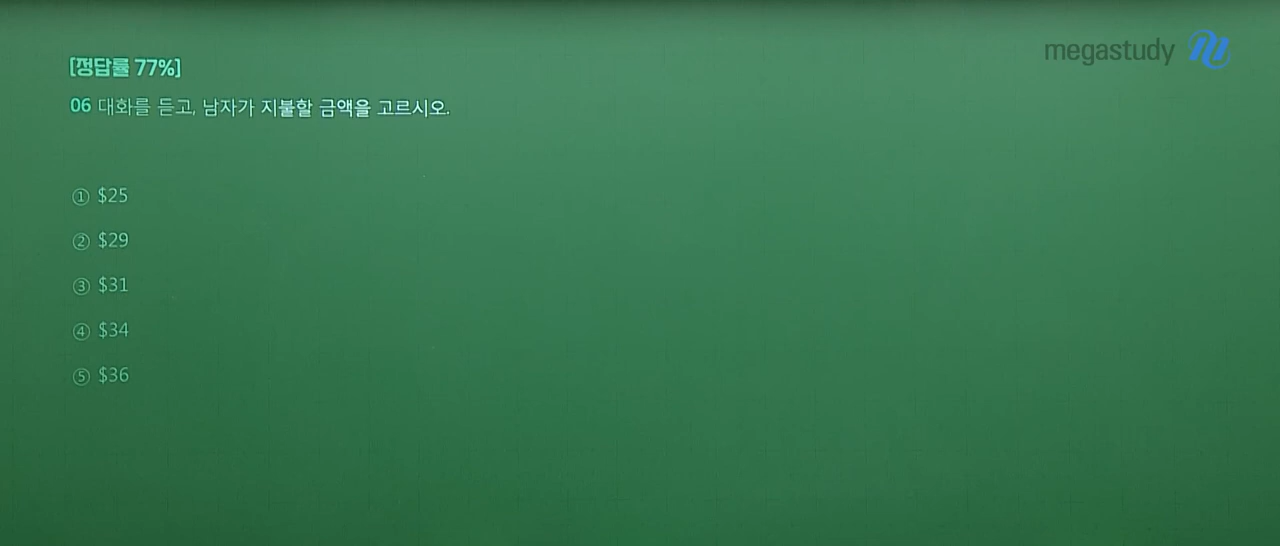 megastudy
[정답률 77%]
06 대화를 듣고, 남자가 지불할 금액을 고르시오.
① $25
② $29
③ $31
④ $34
⑤ $36